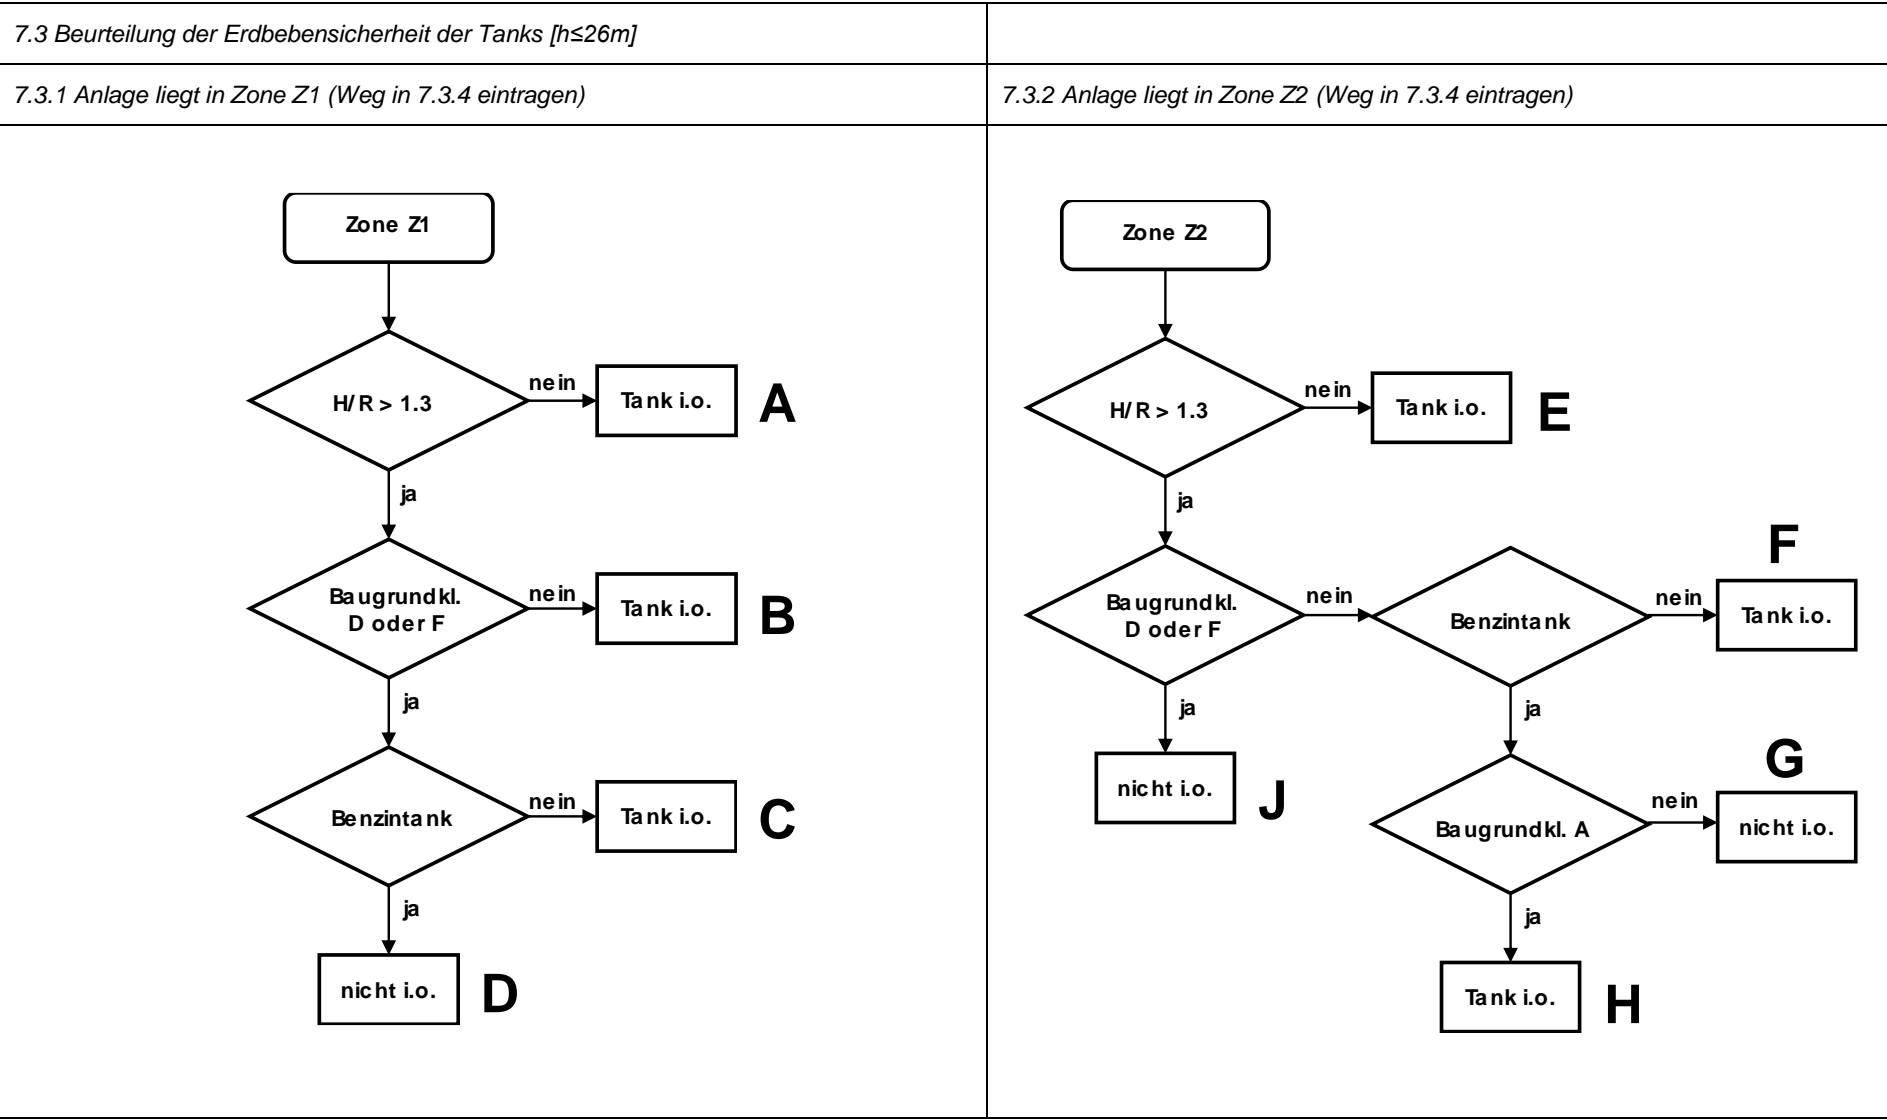 7.3 Beurteilung der Erdbebensicherheit der Tanks [h≤26m]
7.3.1 Anlage liegt in Zone Z1 (Weg in 7.3.4 eintragen)
7.3.2 Anlage liegt in Zone Z2 (Weg in 7.3.4 eintragen)
Zone Z1
H/R > 1.3
nein
Tank i.o.
A
ja
Baugrundkl.
D oder F
nein
Tank i.o.
B
ja
Benzintank
nein
Tank i.o.
C
ja
nicht i.o.
D
Zone Z2
H/R > 1.3
nein
Tank i.o.
E
ja
Baugrundkl.
D oder F
nein
Benzintank
nein
F
Tank i.o.
ja
nicht i.o.
J
ja
Baugrundkl. A
nein
G
nicht i.o.
ja
Tank i.o.
H